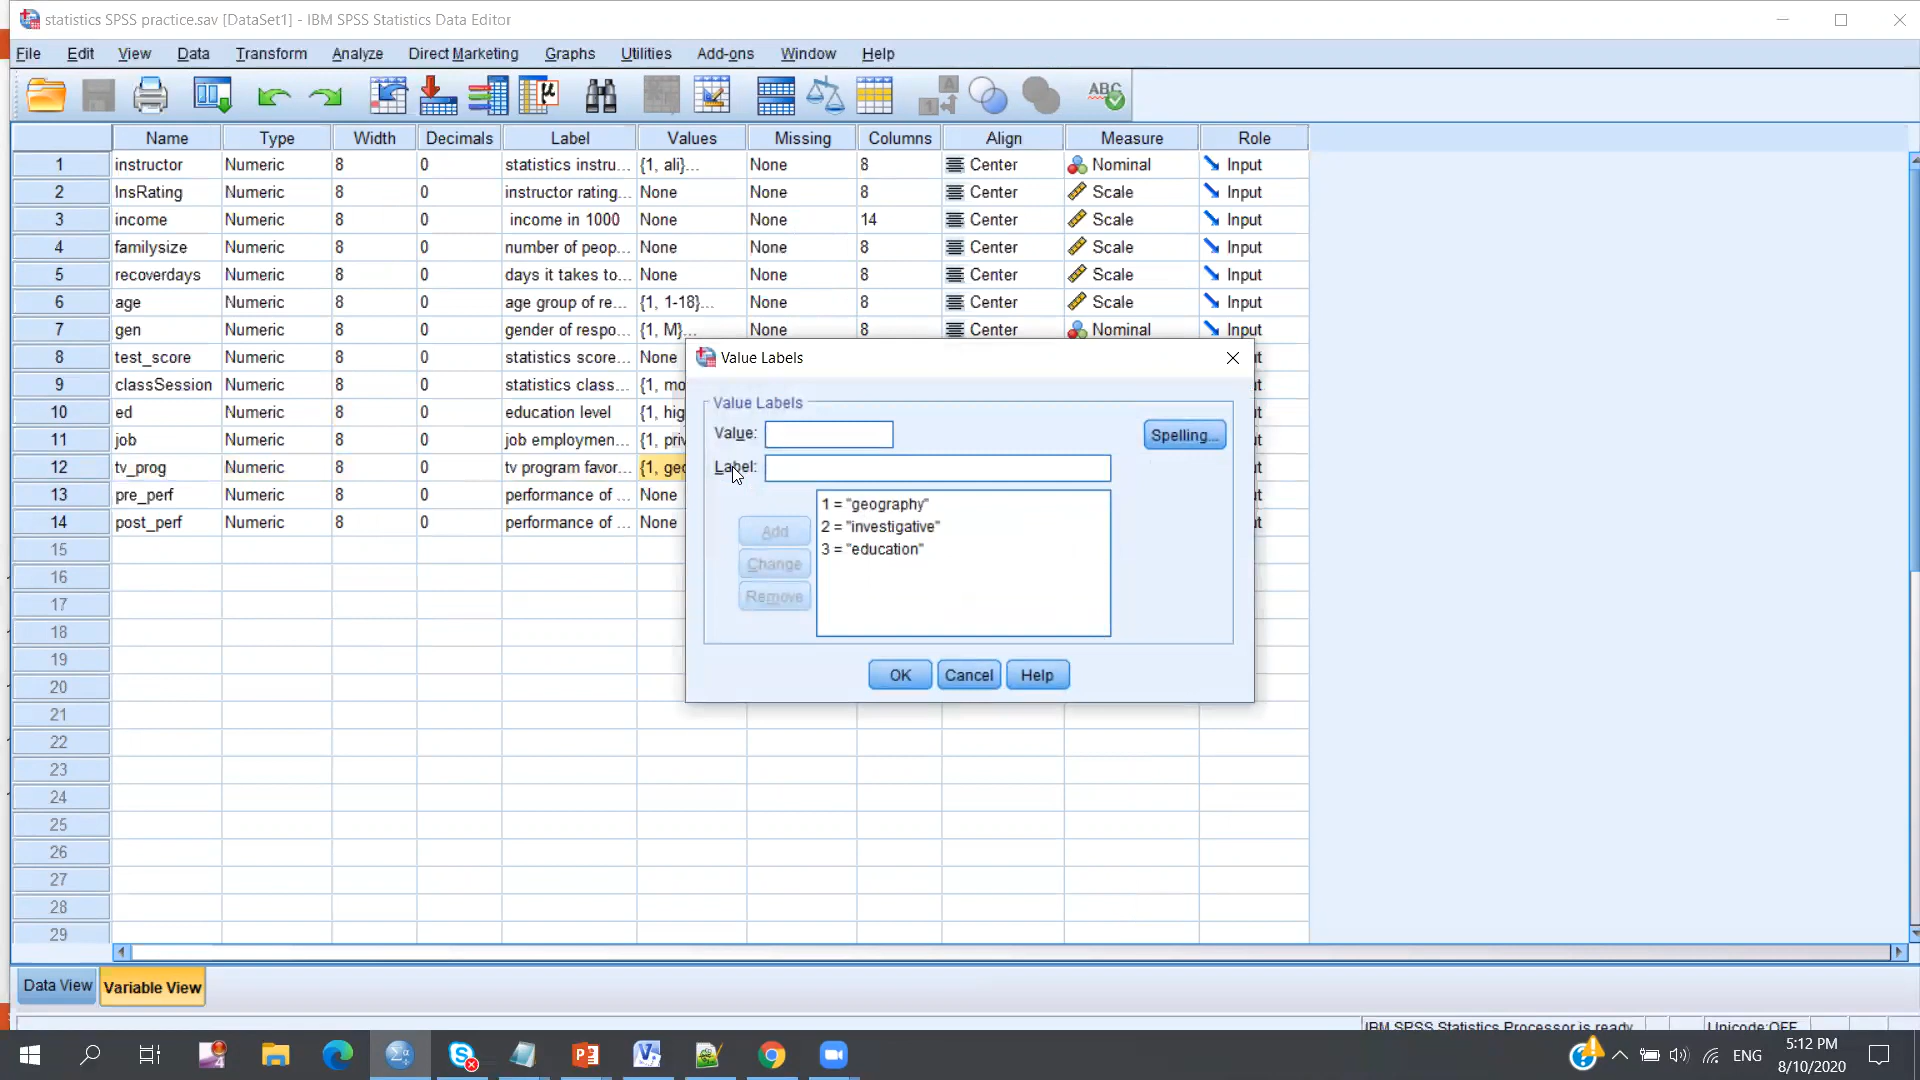 statistics SPSS practice.sav [DataSet1] - IBM SPSS Statistics Data Editor
File Edit View Data Transform Analyze Direct Marketing Graphs Utilities Add-ons Window Help
Name Type Width Decimals Label Values Missing Columns Align Measure Role
1 instructor Numeric 8 0 statistics instru... {1, ali}... None 8 Center Nominal Input
2 InsRating Numeric 8 0 instructor rating... None None 8 Center Scale Input
3 income Numeric 8 0 income in 1000 None None 14 Center Scale Input
4 familysize Numeric 8 0 number of peop... None None 8 Center Scale Input
5 recoverdays Numeric 8 0 days it takes to... None None 8 Center Scale Input
6 age Numeric 8 0 age group of re... {1, 1-18}... None 8 Center Scale Input
7 gen Numeric 8 0 gender of respo... {1, M}... None 8 Center Nominal Input
8 test_score Numeric 8 0 statistics score... None
9 classSession Numeric 8 0 statistics class... {1, mo
10 ed Numeric 8 0 education level {1, hig
11 job Numeric 8 0 job employmen... {1, priv
12 tv_prog Numeric 8 0 tv program favor... {1, geo
13 pre_perf Numeric 8 0 performance of ... None
14 post_perf Numeric 8 0 performance of ... None
15
16
17
18
19
20
21
22
23
24
25
26
27
28
29
Value Labels
Value Labels
Value:
Spelling...
Label:
1 = "geography"
2 = "investigative"
3 = "education"
Add
Change
Remove
OK Cancel Help
Data View Variable View
IBM SPSS Statistics Processor is ready Unicode:OFF
ENG
5:12 PM
8/10/2020